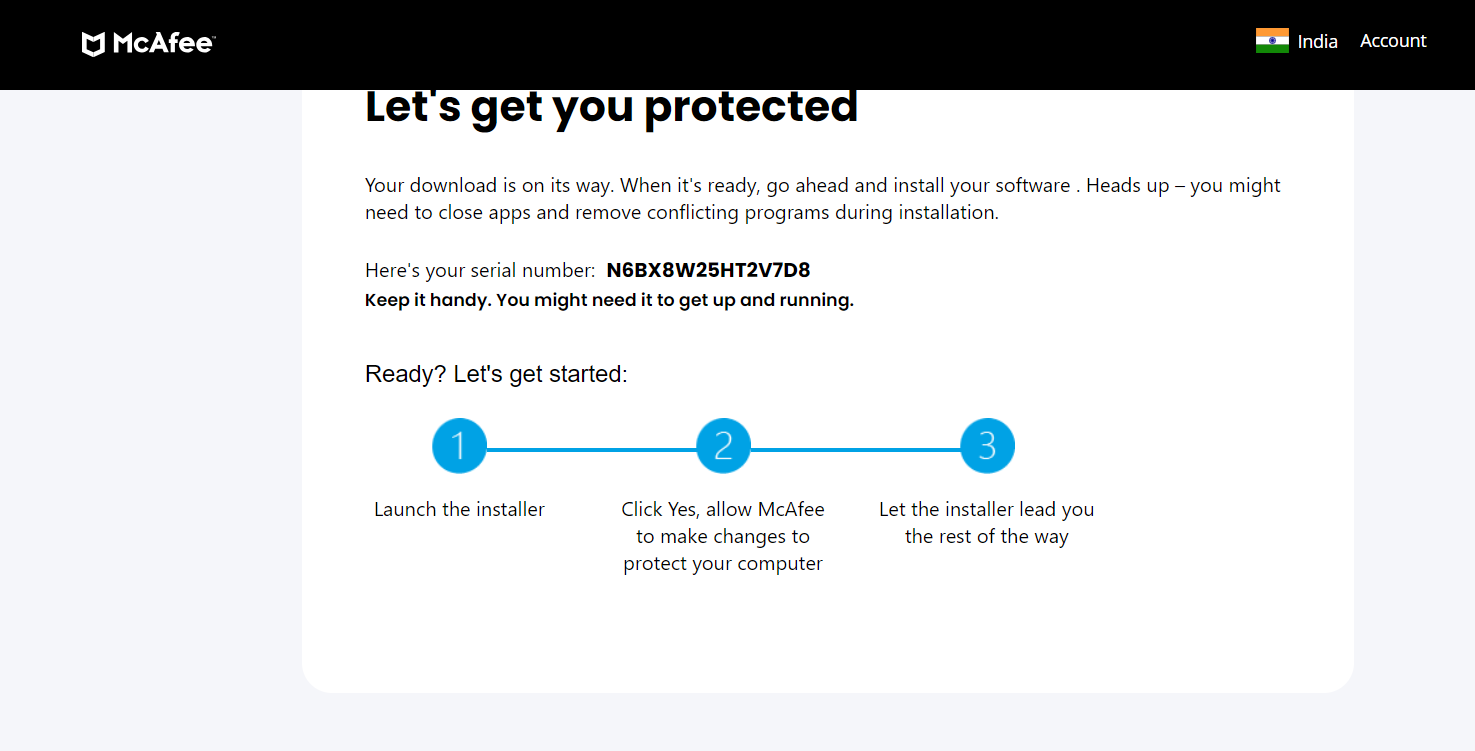 McAfee™
India
Account
Let's get you protected
Your download is on its way. When it's ready, go ahead and install your software . Heads up – you might
need to close apps and remove conflicting programs during installation.
Here's your serial number: N6BX8W25HT2V7D8
Keep it handy. You might need it to get up and running.
Ready? Let's get started:
1
2
3
Launch the installer
Click Yes, allow McAfee
to make changes to
protect your computer
Let the installer lead you
the rest of the way